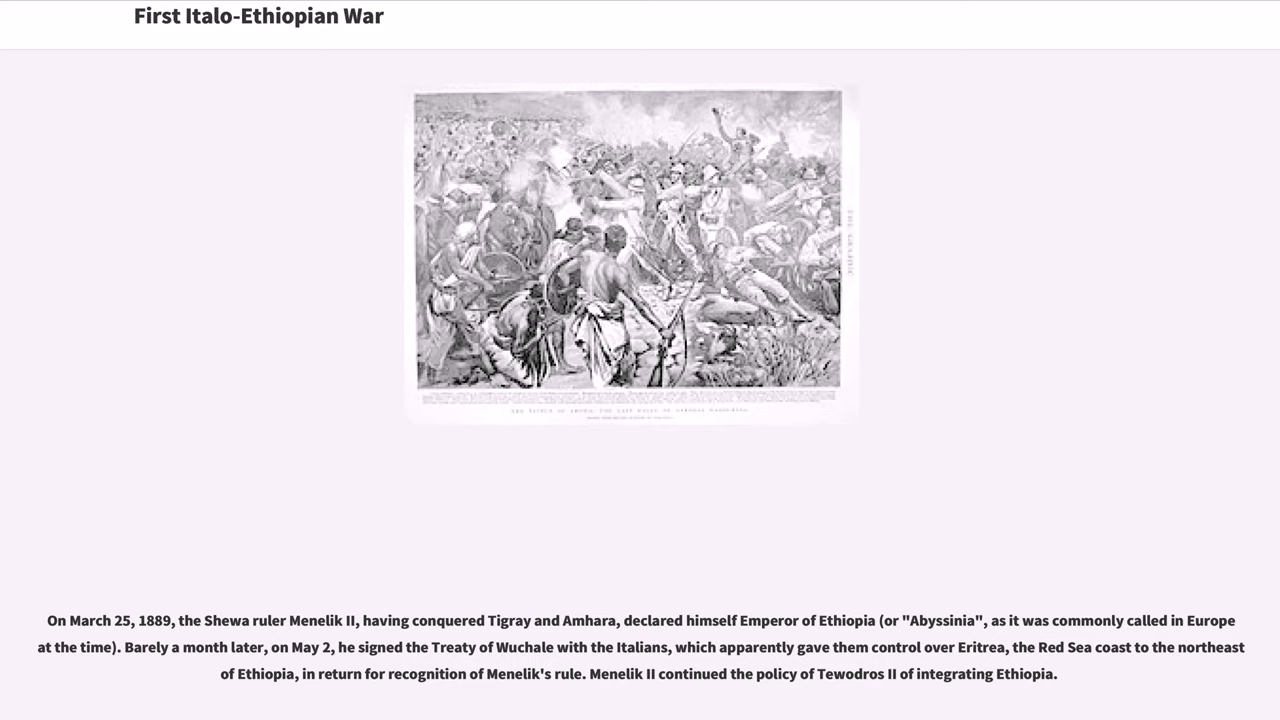 First Italo-Ethiopian War
On March 25, 1889, the Shewa ruler Menelik II, having conquered Tigray and Amhara, declared himself Emperor of Ethiopia (or "Abyssinia", as it was commonly called in Europe
at the time). Barely a month later, on May 2, he signed the Treaty of Wuchale with the Italians, which apparently gave them control over Eritrea, the Red Sea coast to the northeast
of Ethiopia, in return for recognition of Menelik's rule. Menelik II continued the policy of Tewodros II of integrating Ethiopia.